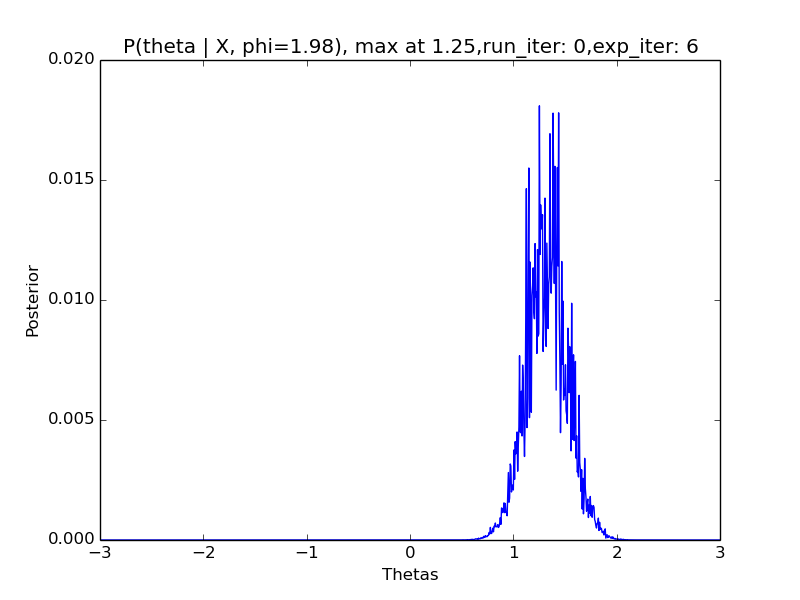 P(theta | X, phi=1.98), max at 1.25,run_iter: 0,exp_iter: 6
0.020
0.015
0.010
0.005
0.000
Posterior
−3 −2 −1 0 1 2 3
Thetas